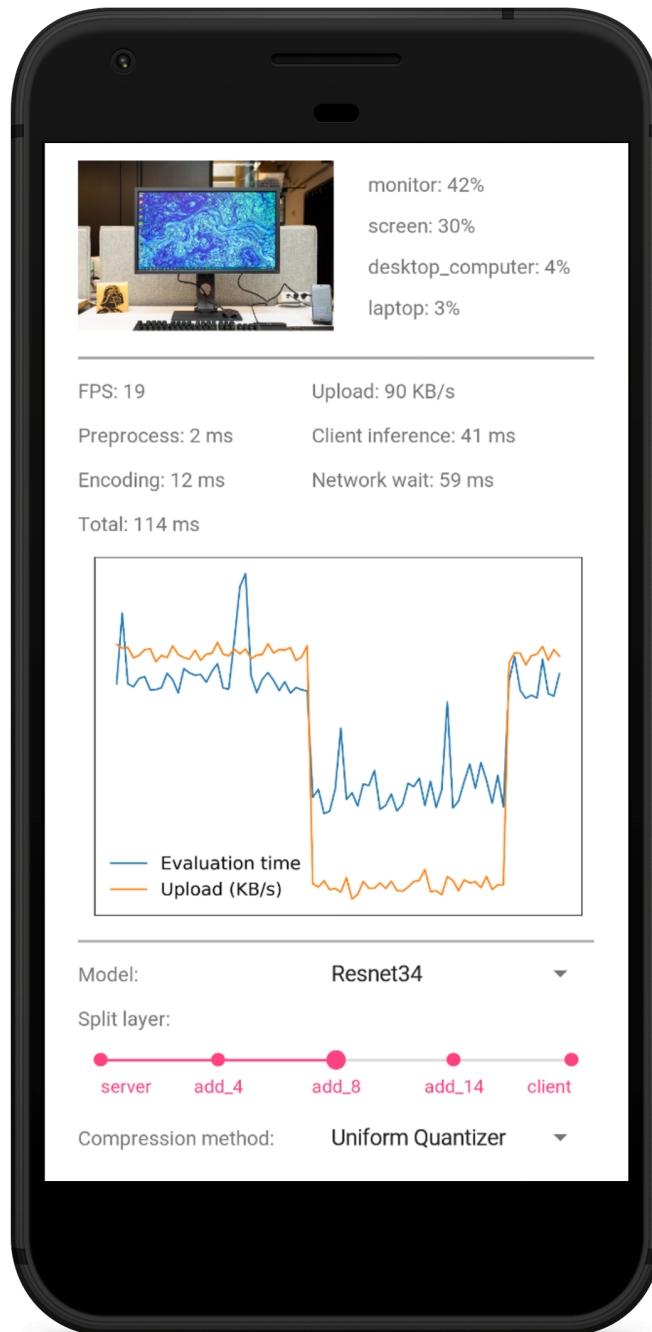 monitor: 42%
screen: 30%
desktop_computer: 4%
laptop: 3%
FPS: 19 Upload: 90 KB/s
Preprocess: 2 ms Client inference: 41 ms
Encoding: 12 ms Network wait: 59 ms
Total: 114 ms
Evaluation time
Upload (KB/s)
Model: Resnet34
Split layer:
server add_4 add_8 add_14 client
Compression method: Uniform Quantizer